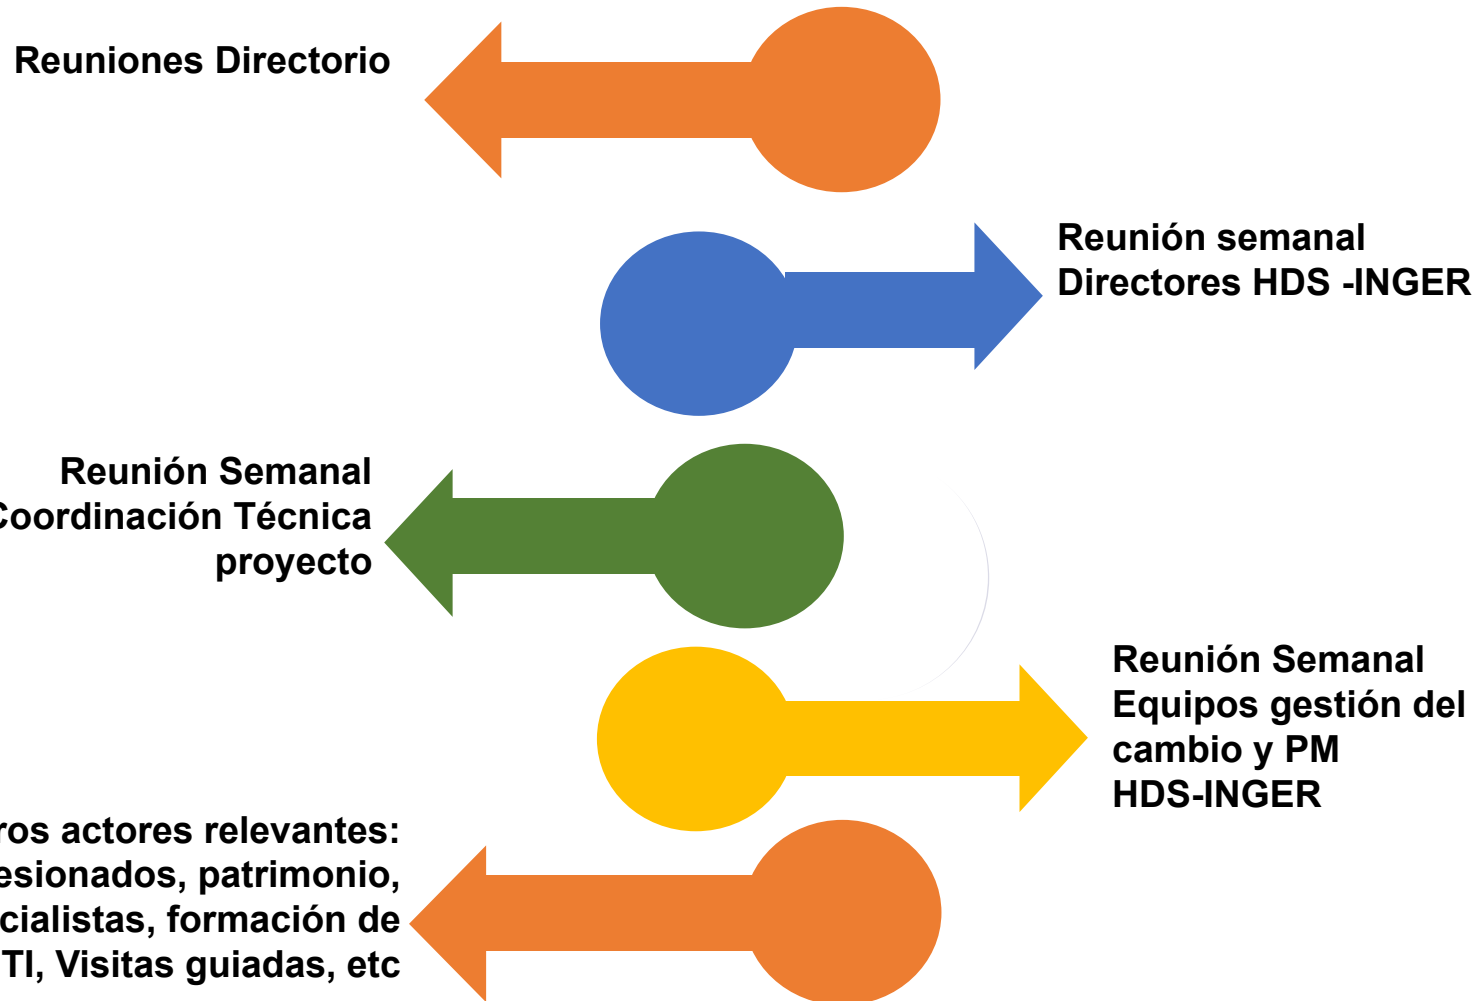 Reuniones Directorio
Reunión semanal
Directores HDS -INGER
Reunión Semanal
Coordinación Técnica
proyecto
Reunión Semanal
Equipos gestión del
cambio y PM
HDS-INGER
actores relevantes:
patrimonio,
formación de
TI, Visitas guiadas, etc